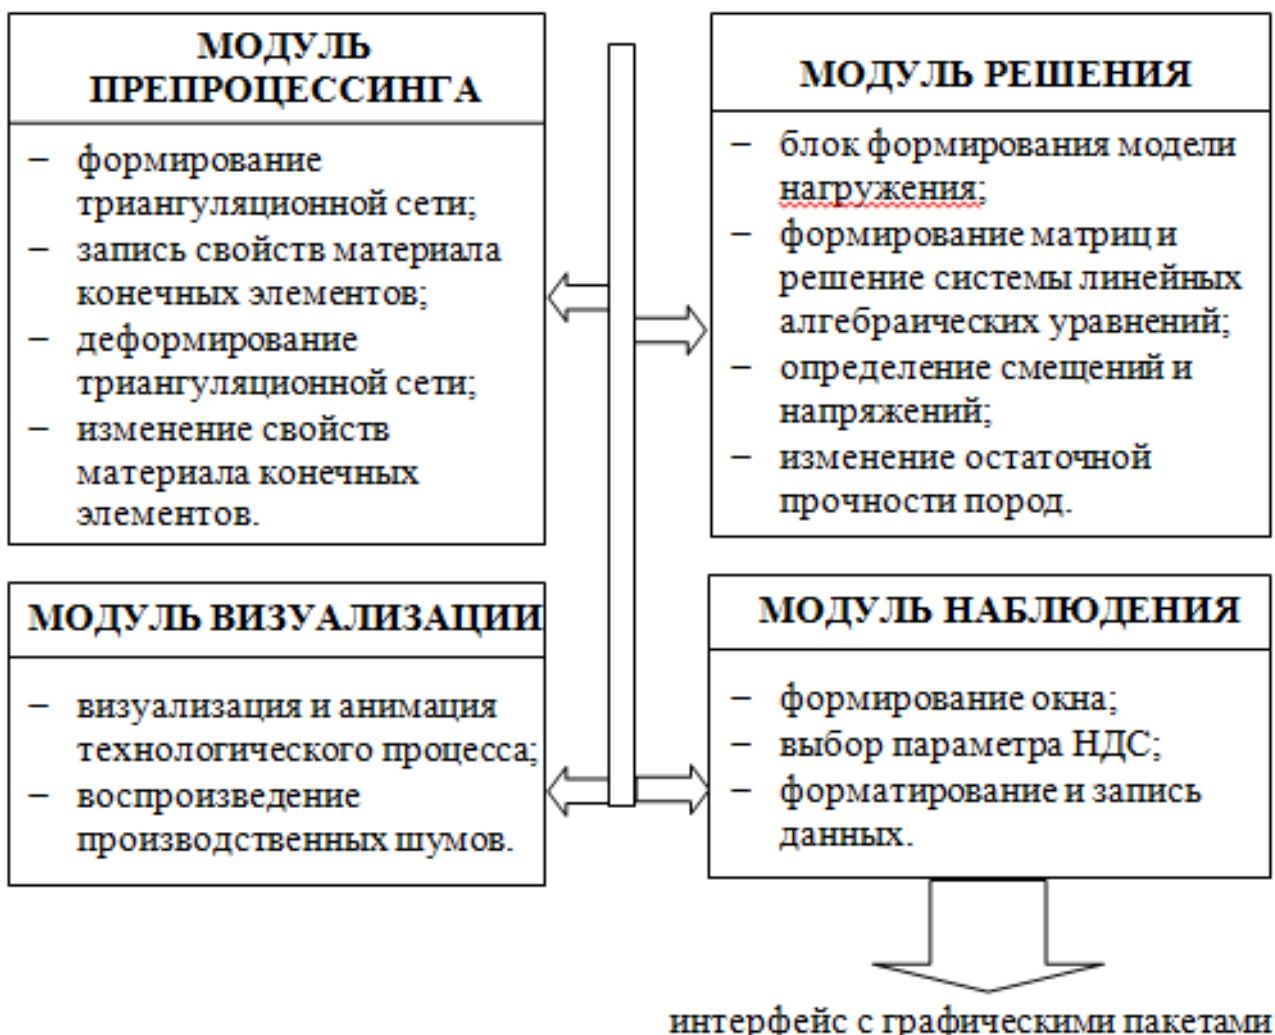 МОДУЛЬ
ПРЕПРОЦЕССИНГА
– формирование
триангуляционной сети;
– запись свойств материала
конечных элементов;
– деформирование
триангуляционной сети;
– изменение свойств
материала конечных
элементов.
МОДУЛЬ РЕШЕНИЯ
– блок формирования модели
нагружения;
– формирование матриц и
решение системы линейных
алгебраических уравнений;
– определение смещений и
напряжений;
– изменение остаточной
прочности пород.
МОДУЛЬ ВИЗУАЛИЗАЦИИ
– визуализация и анимация
технологического процесса;
– воспроизведение
производственных шумов.
МОДУЛЬ НАБЛЮДЕНИЯ
– формирование окна;
– выбор параметра НДС;
– форматирование и запись
данных.
интерфейс с графическими пакетами